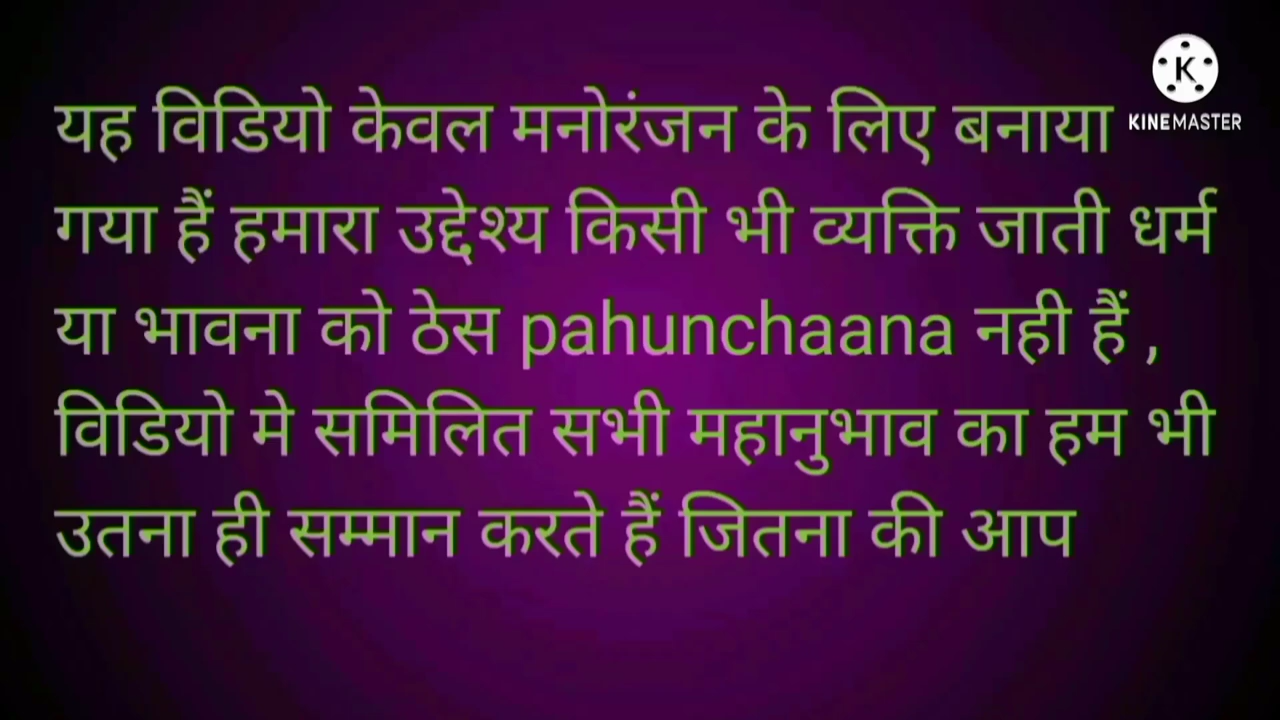 यह विडियो केवल मनोरंजन के लिए बनाया
गया हैं हमारा उद्देश्य किसी भी व्यक्ति जाती धर्म
या भावना को ठेस pahunchaana नही हैं ,
विडियो मे समिलित सभी महानुभाव का हम भी
उतना ही सम्मान करते हैं जितना की आप
K
KINEMASTER